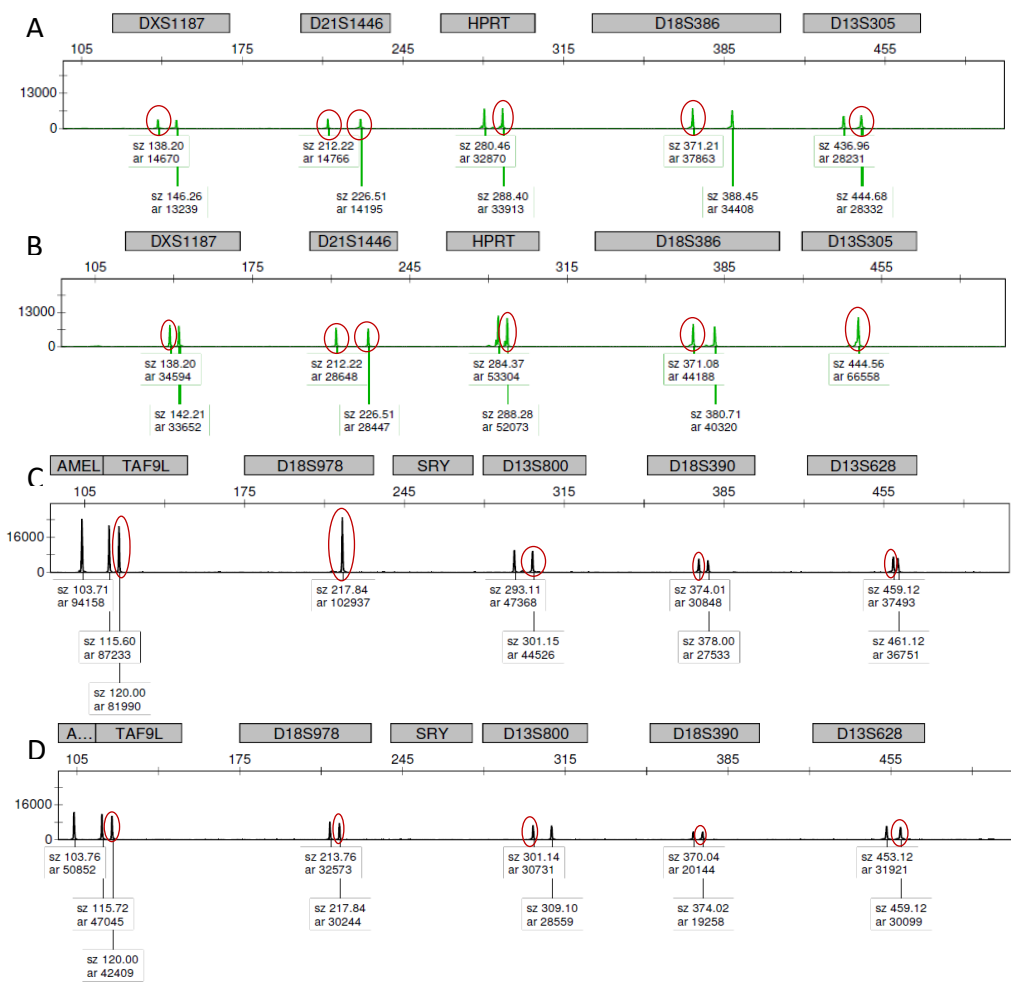 A
DXS1187 D21S1446 HPRT D18S386 D13S305
105 175 245 315 385 455
13000
0
sz 138.20 sz 212.22 sz 280.46 sz 371.21 sz 436.96
ar 14670 ar 14766 ar 32870 ar 37863 ar 28231
sz 146.26 sz 226.51 sz 288.40 sz 388.45 sz 444.68
ar 13239 ar 14195 ar 33913 ar 34408 ar 28332
B
DXS1187 D21S1446 HPRT D18S386 D13S305
105 175 245 315 385 455
13000
0
sz 138.20 sz 212.22 sz 284.37 sz 371.08 sz 444.56
ar 34594 ar 28648 ar 53304 ar 44188 ar 66558
sz 142.21 sz 226.51 sz 288.28 sz 380.71
ar 33652 ar 28447 ar 52073 ar 40320
AMEL TAF9L D18S978 SRY D13S800 D18S390 D13S628
C
105 175 245 315 385 455
16000
0
sz 103.71 sz 217.84 sz 293.11 sz 374.01 sz 459.12
ar 94158 ar 102937 ar 47368 ar 30848 ar 37493
sz 115.60 sz 301.15 sz 378.00 sz 461.12
ar 87233 ar 44526 ar 27533 ar 36751
sz 120.00
ar 81990
D
A... TAF9L D18S978 SRY D13S800 D18S390 D13S628
105 175 245 315 385 455
16000
0
sz 103.76 sz 213.76 sz 301.14 sz 370.04 sz 453.12
ar 50852 ar 32573 ar 30731 ar 20144 ar 31921
sz 115.72 sz 217.84 sz 309.10 sz 374.02 sz 459.12
ar 47045 ar 30244 ar 28559 ar 19258 ar 30099
sz 120.00
ar 42409